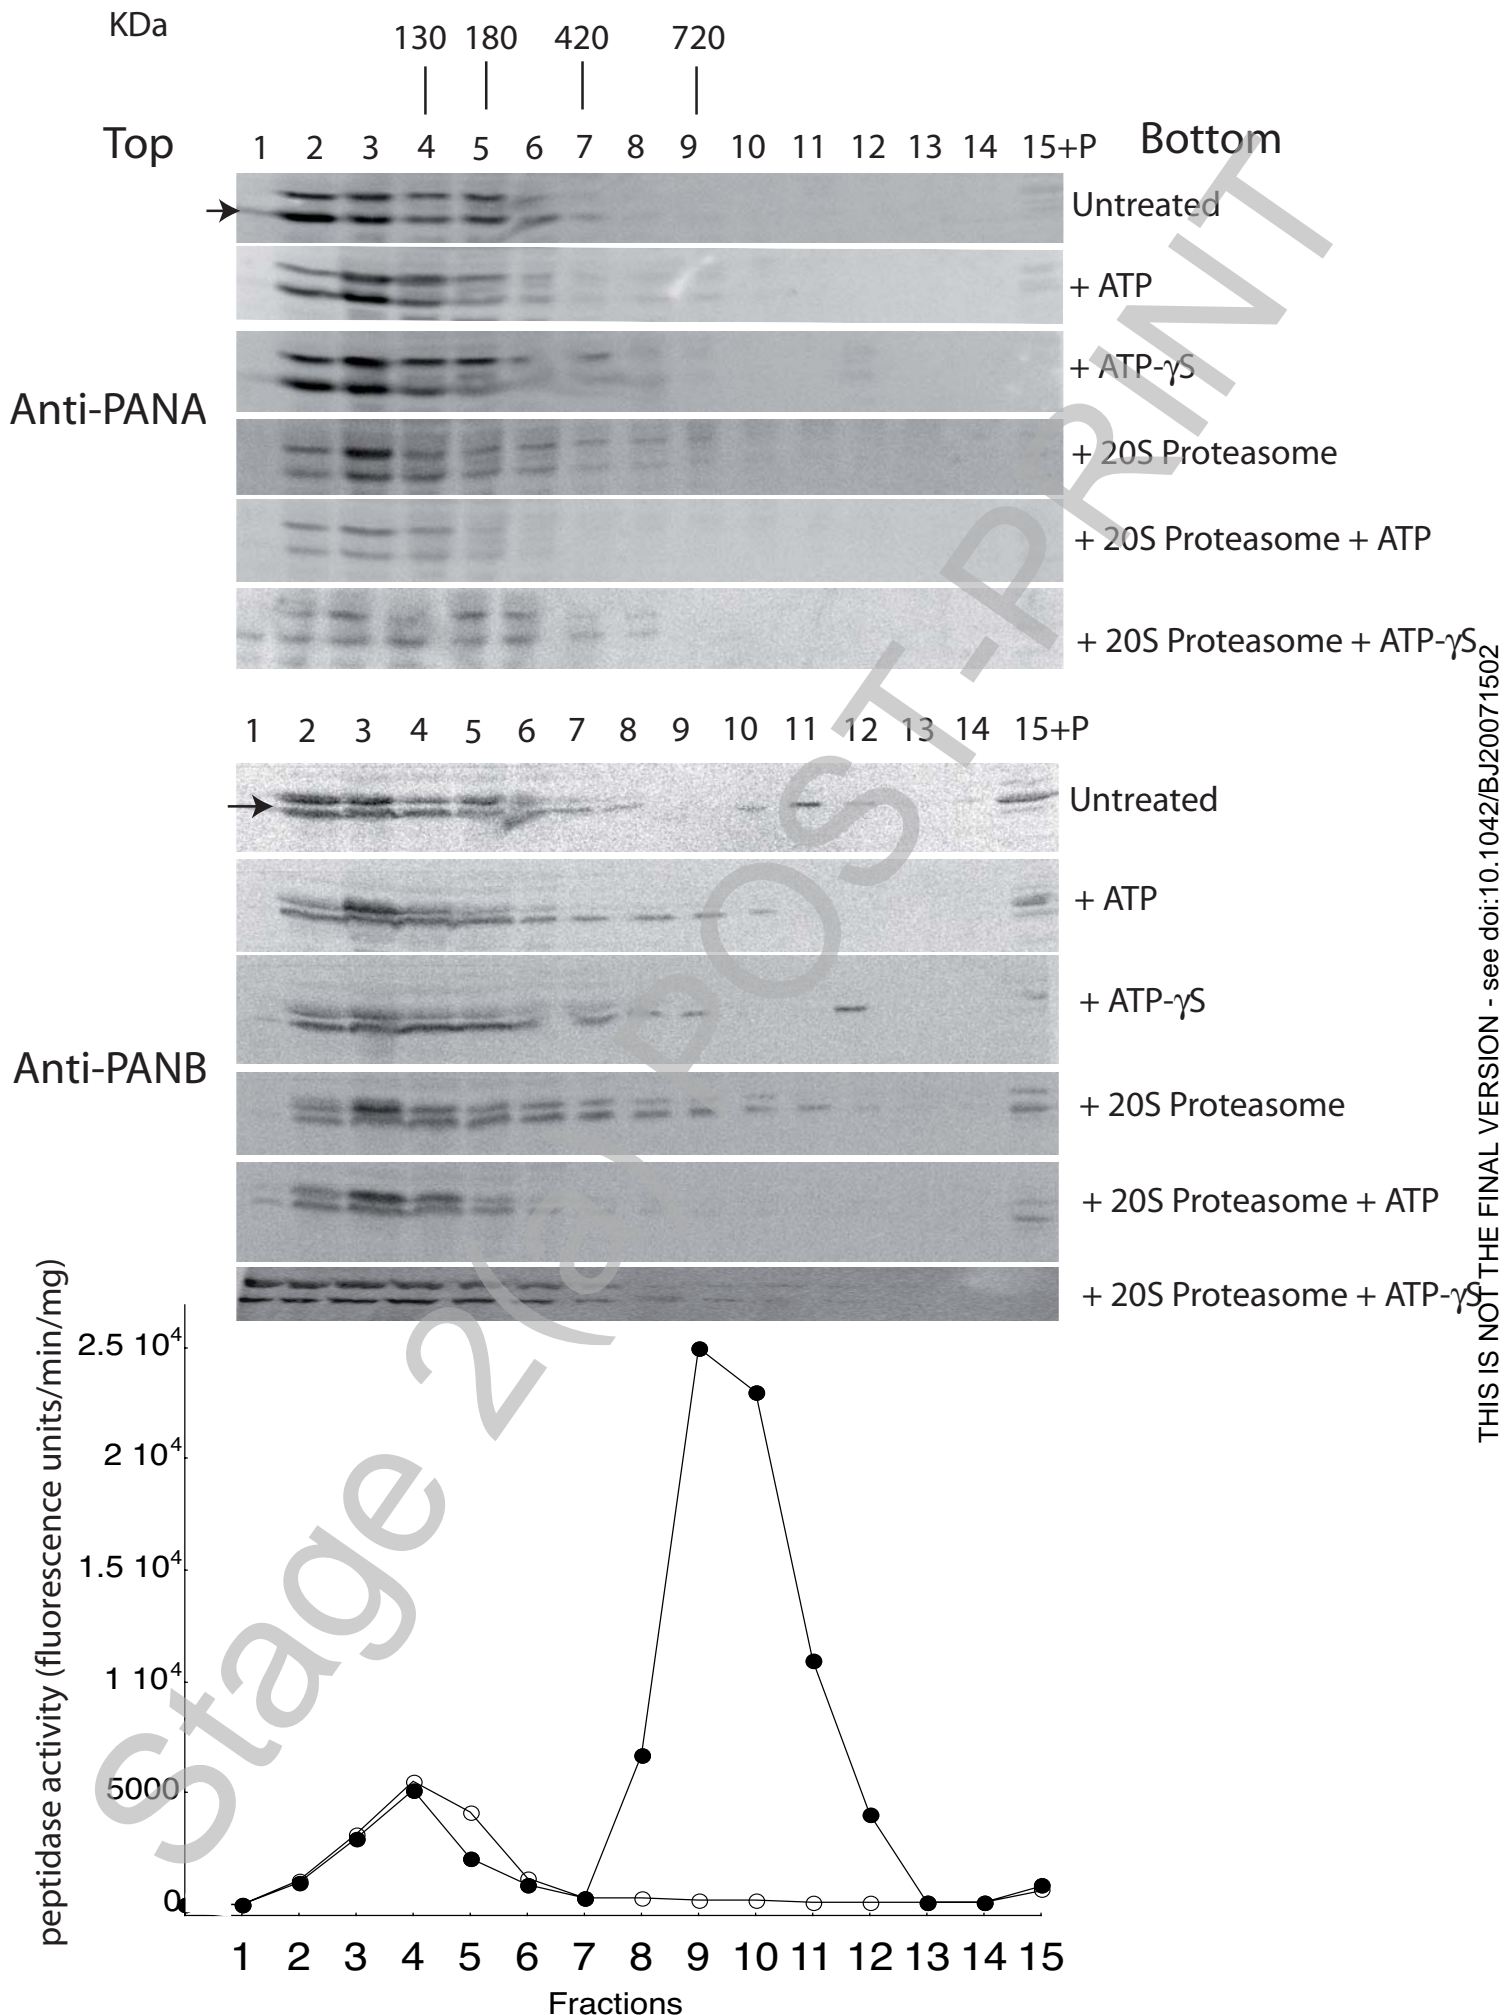 KDa
130 180 420 720
Top 1 2 3 4 5 6 7 8 9 10 11 12 13 14 15+P Bottom
Untreated
+ ATP
+ ATP-γS
Anti-PANA
+ 20S Proteasome
+ 20S Proteasome + ATP
+ 20S Proteasome + ATP-γS
1 2 3 4 5 6 7 8 9 10 11 12 13 14 15+P
Untreated
+ ATP
+ ATP-γS
Anti-PANB
+ 20S Proteasome
+ 20S Proteasome + ATP
+ 20S Proteasome + ATP-γS
peptidase activity (fluorescence units/min/mg)
2.5 10⁴
2 10⁴
1.5 10⁴
1 10⁴
5000
0
1 2 3 4 5 6 7 8 9 10 11 12 13 14 15
Fractions
THIS IS NOT THE FINAL VERSION - see doi:10.1042/BJ20071502
Stage 2(a) POST-PRINT